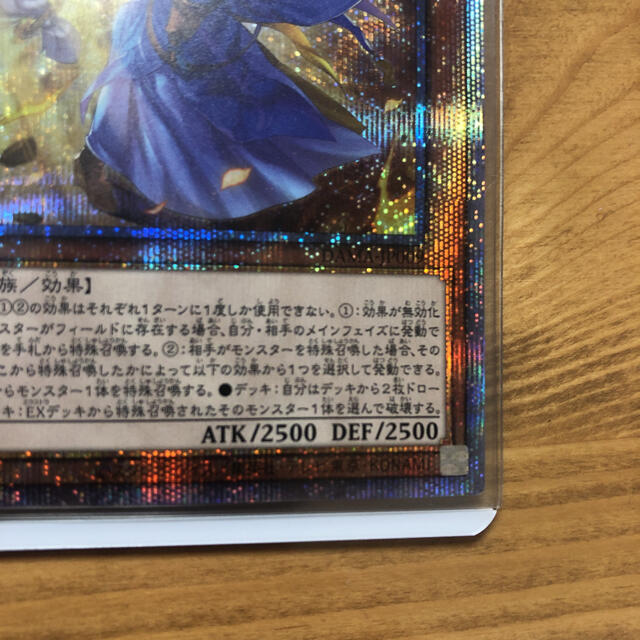 DAMA-JP00
族／効果】
①②の効果はそれぞれ１ターンに１度しか使用できない。①：効果が無効化
スターがフィールドに存在する場合、自分・相手のメインフェイズに発動で
を手札から特殊召喚する。②：相手がモンスターを特殊召喚した場合、その
こから特殊召喚したかによって以下の効果から１つを選択して発動できる。
らモンスター１体を特殊召喚する。●デッキ：自分はデッキから２枚ドロー
キ：EXデッキから特殊召喚されたそのモンスター１体を選んで破壊する。
ATK/2500 DEF/2500
KONAMI